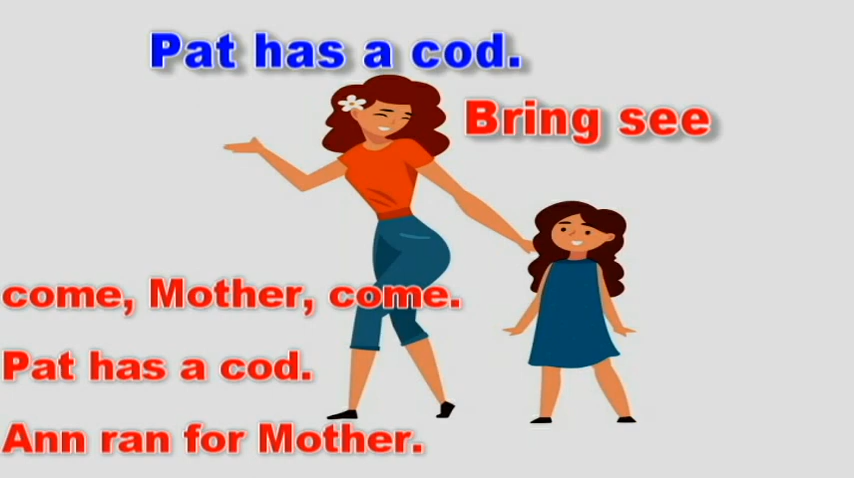 Pat has a cod.
Bring see
come, Mother, come.
Pat has a cod.
Ann ran for Mother.